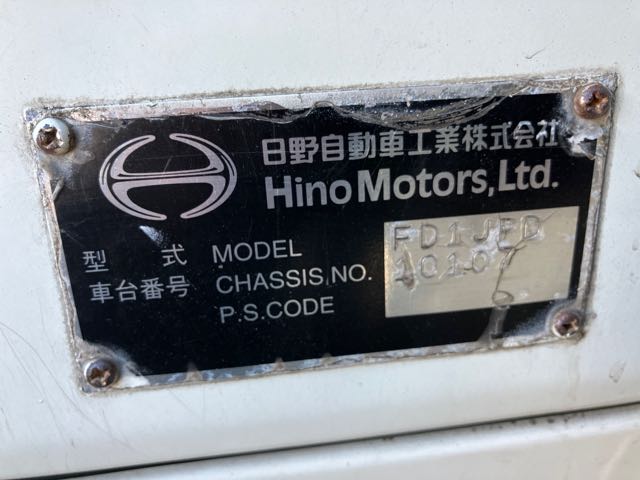 日野自動車工業株式会社
Hino Motors, Ltd.
型 式 MODEL
車台番号 CHASSIS NO. 10107
P.S.CODE